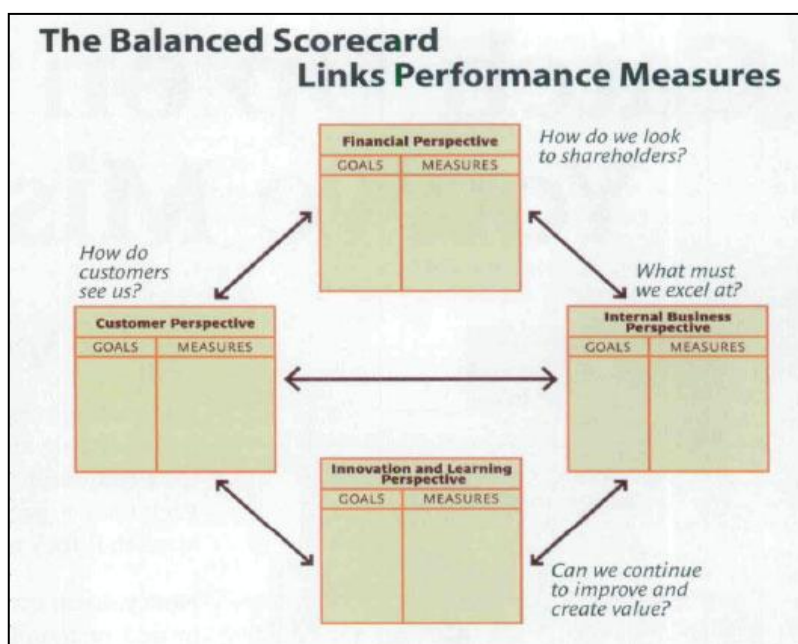 The Balanced Scorecard
Links Performance Measures
Financial Perspective
GOALS MEASURES
How do we look
to shareholders?
How do
customers
see us?
What must
we excel at?
Customer Perspective
GOALS MEASURES
Internal Business
Perspective
GOALS MEASURES
Innovation and Learning
Perspective
GOALS MEASURES
Can we continue
to improve and
create value?